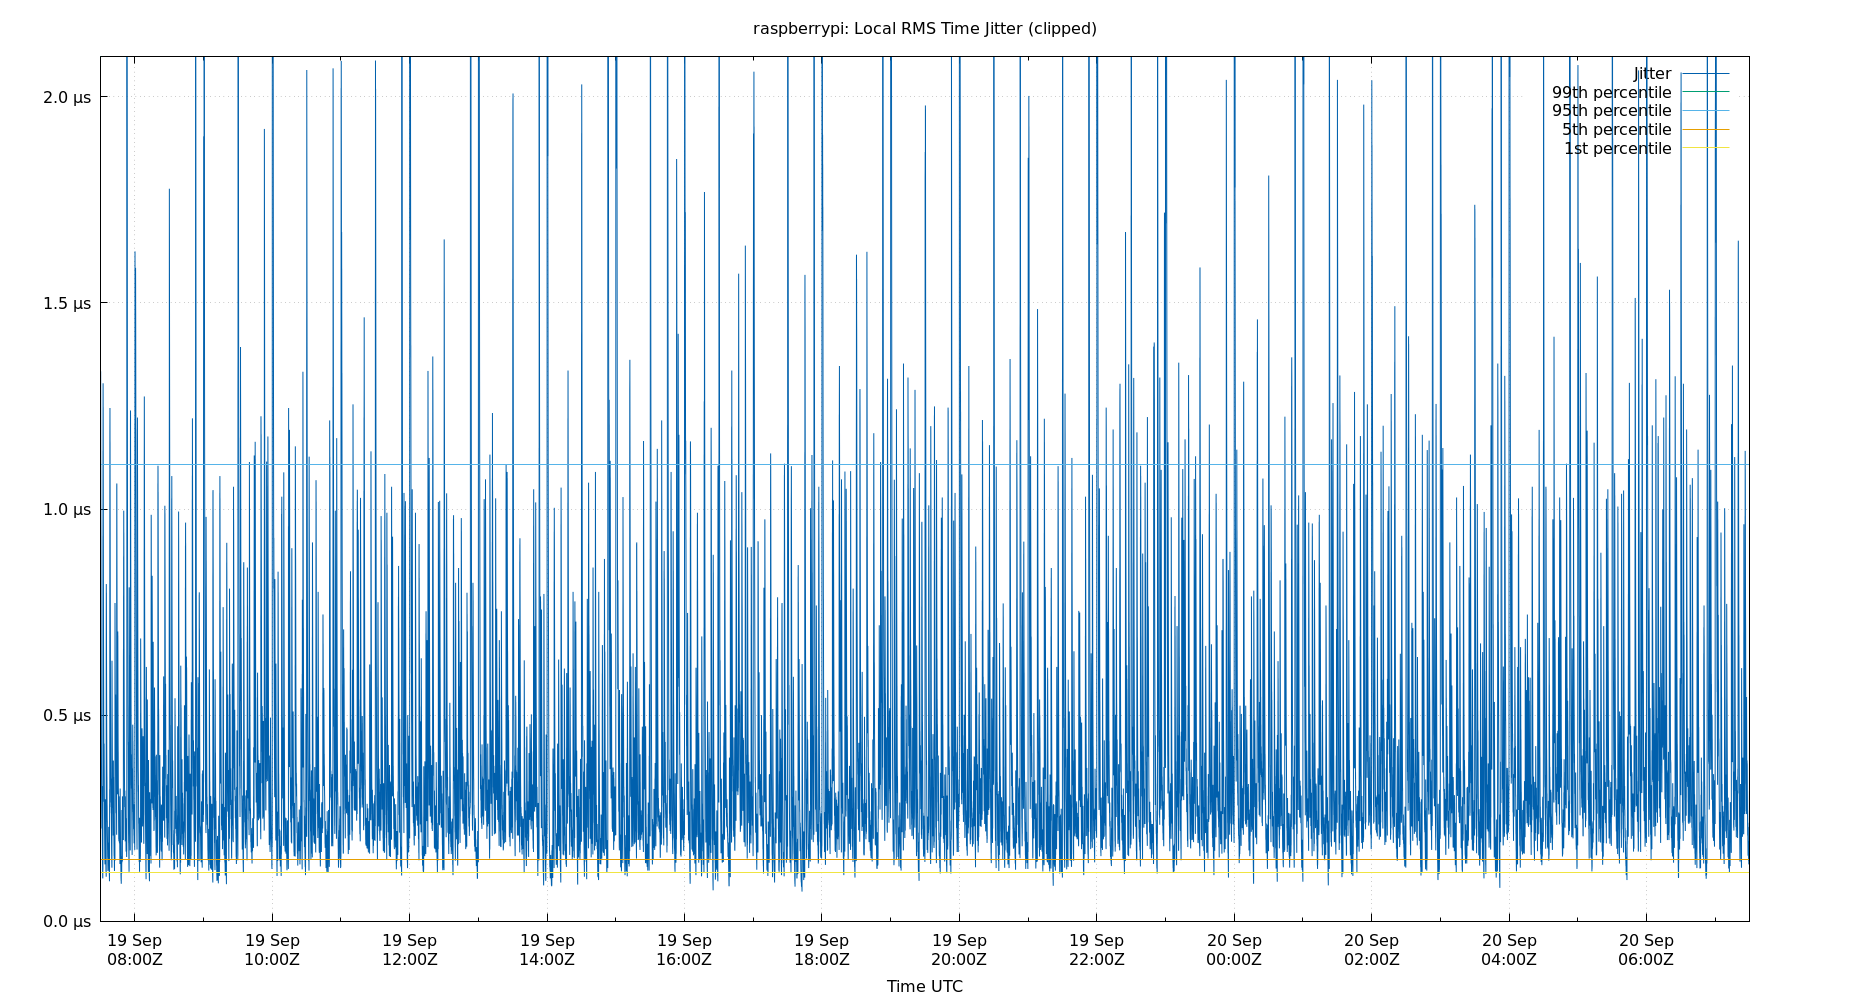 raspberrypi: Local RMS Time Jitter (clipped)
Jitter
99th percentile
95th percentile
5th percentile
1st percentile
2.0 µs
1.5 µs
1.0 µs
0.5 µs
0.0 µs
19 Sep 19 Sep 19 Sep 19 Sep 19 Sep 19 Sep 19 Sep 19 Sep 20 Sep 20 Sep 20 Sep 20 Sep
08:00Z 10:00Z 12:00Z 14:00Z 16:00Z 18:00Z 20:00Z 22:00Z 00:00Z 02:00Z 04:00Z 06:00Z
Time UTC